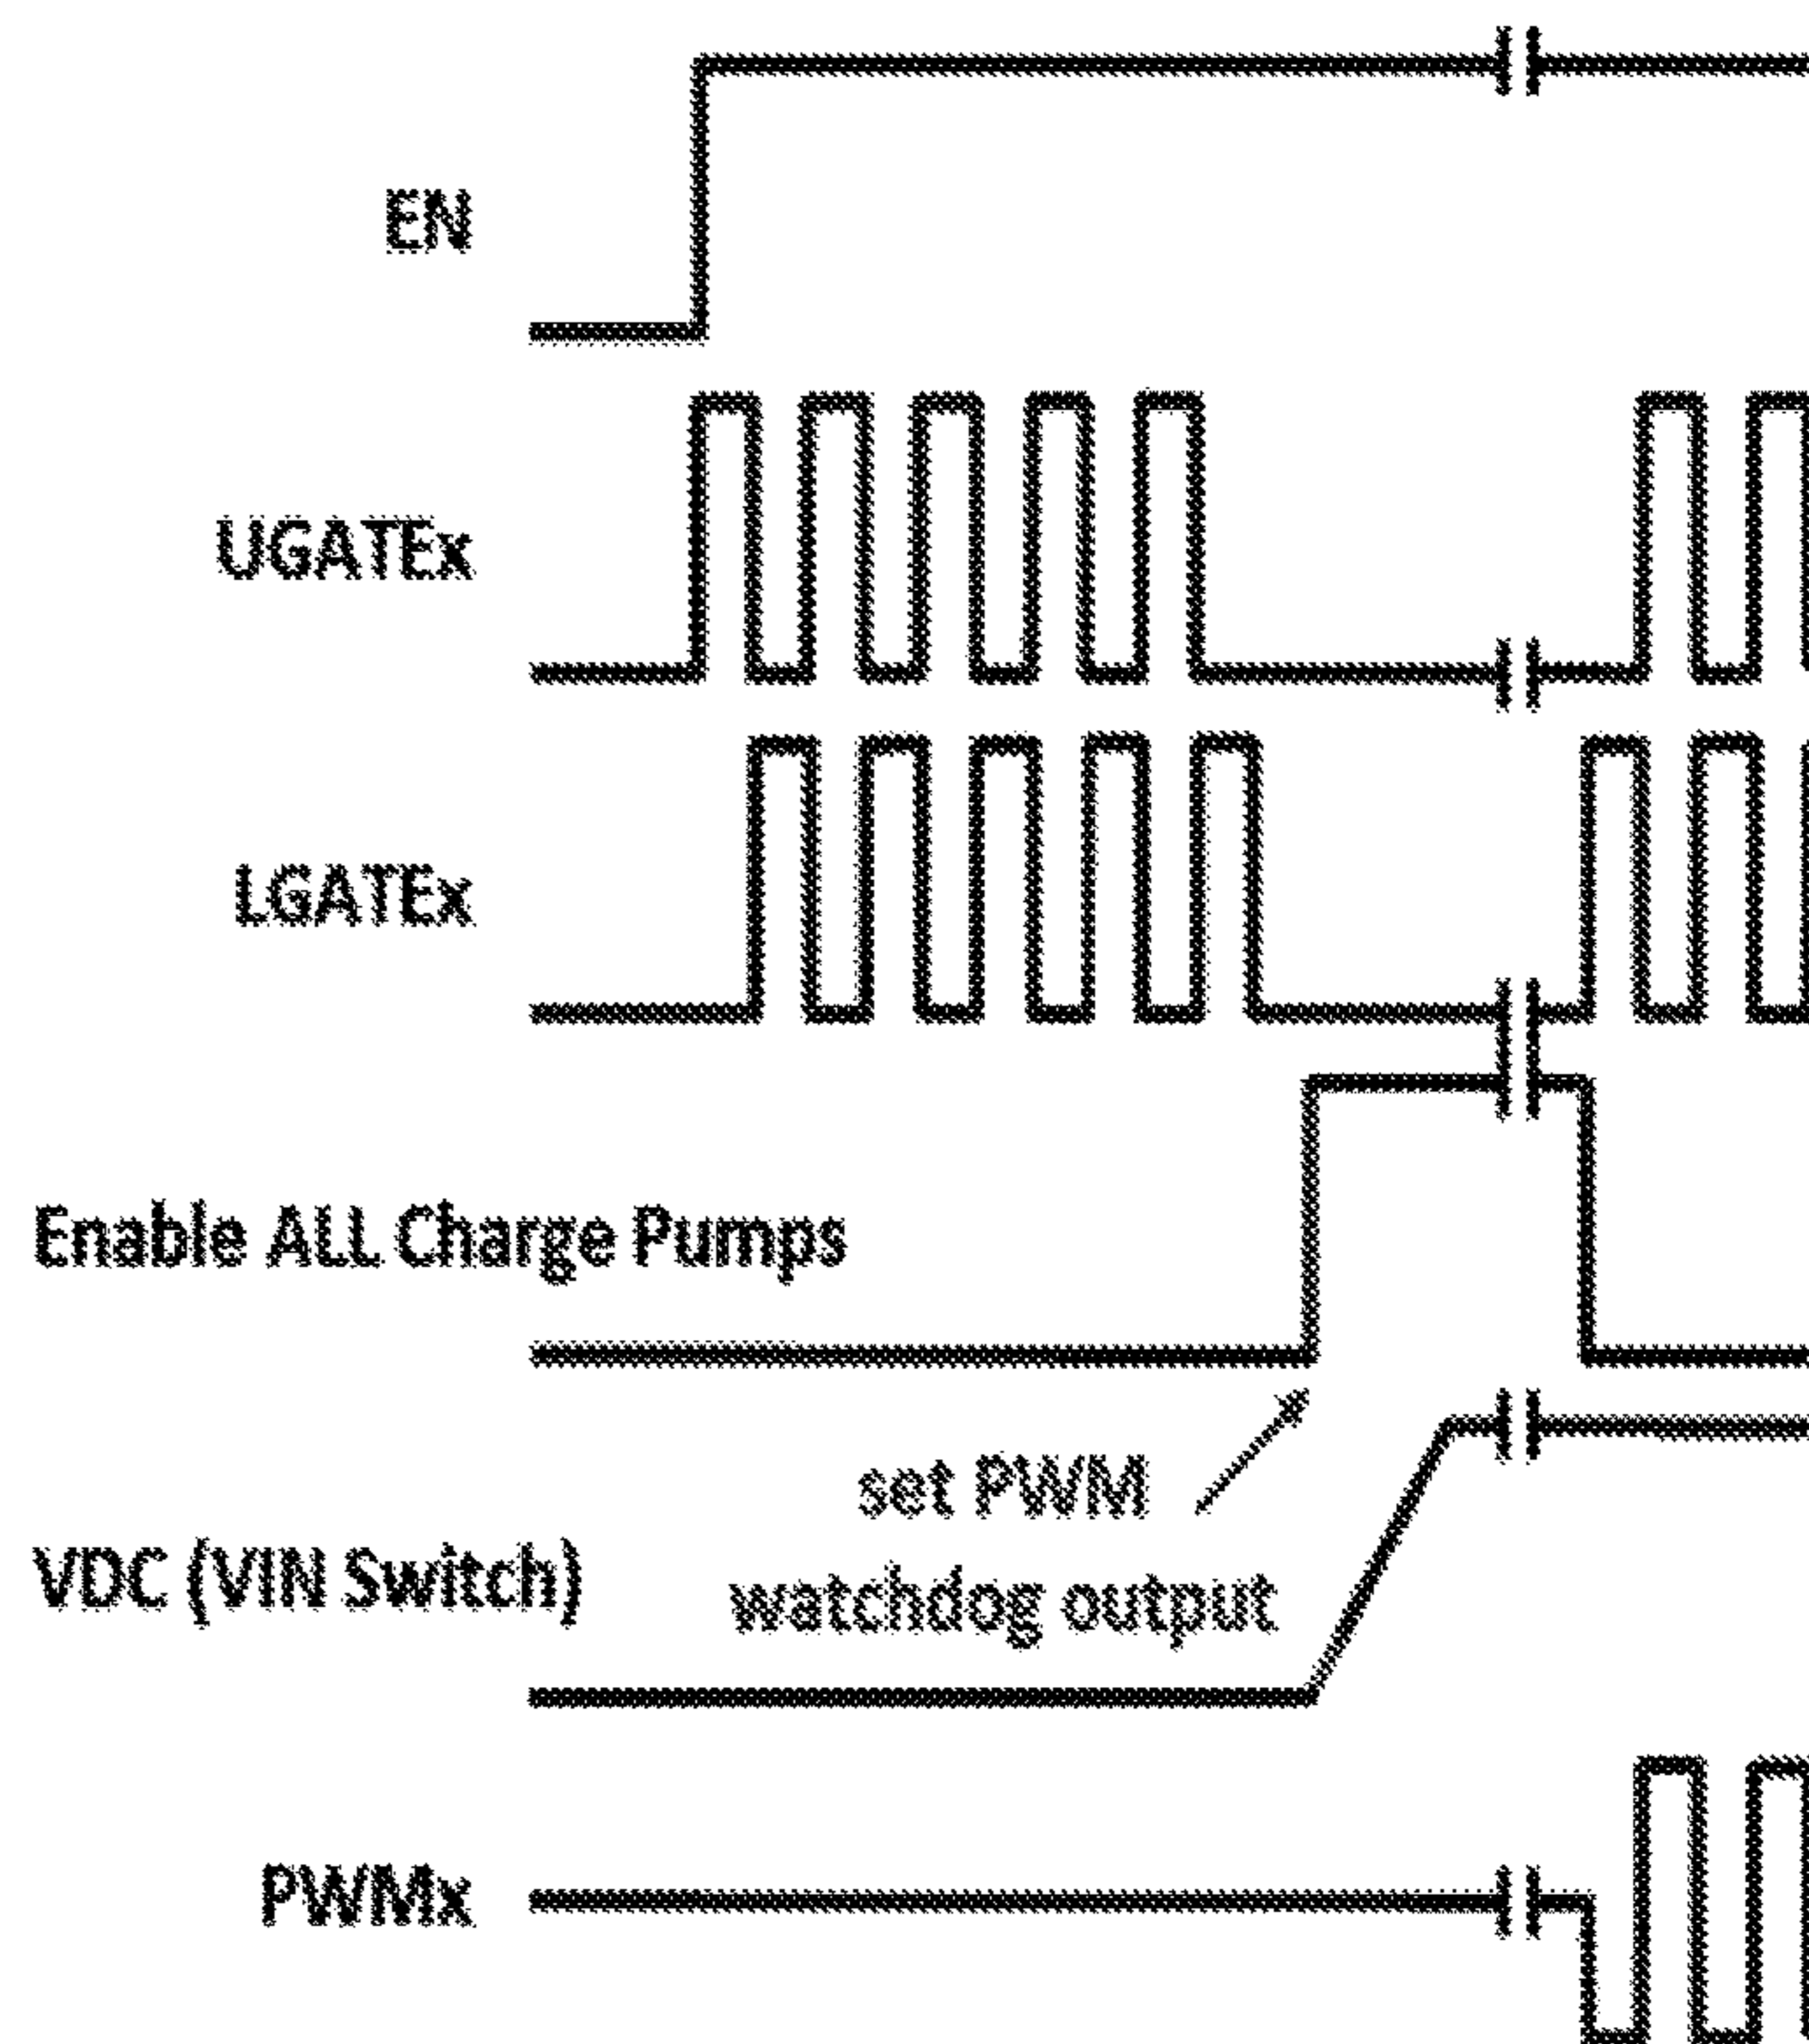 EN
UGATEx
LGATEx
Enable ALL Charge Pumps
set PWM
watchdog output
VDC (VIN Switch)
PWMx